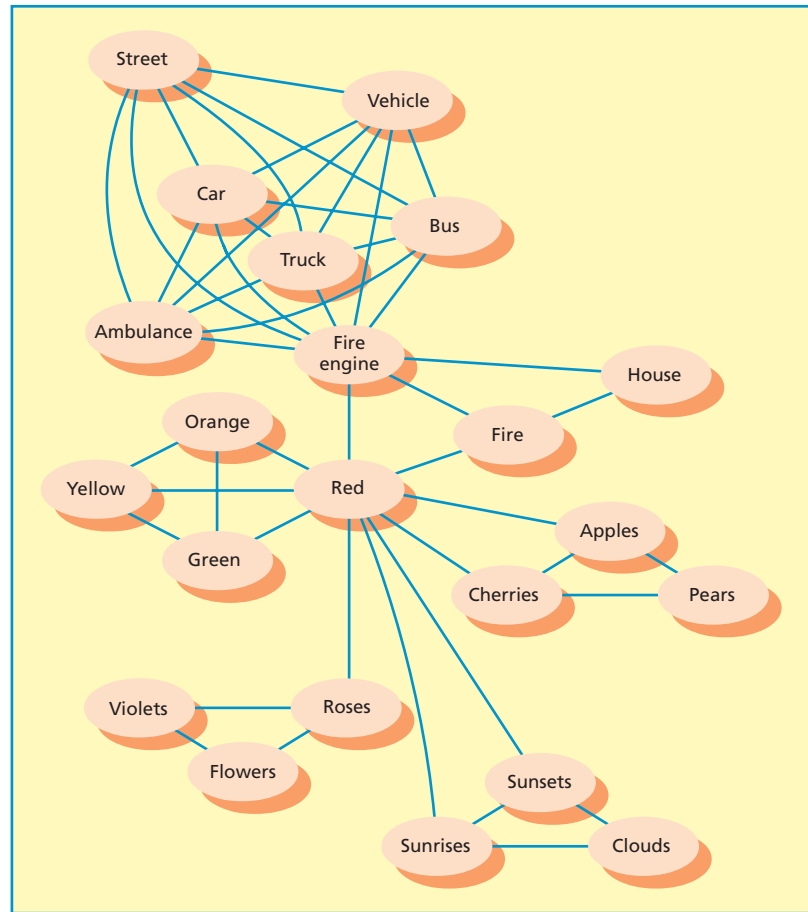 Street
Vehicle
Car
Bus
Truck
Ambulance
Fire
engine
House
Orange
Fire
Yellow
Red
Green
Apples
Cherries
Pears
Violets
Roses
Flowers
Sunsets
Sunrises
Clouds